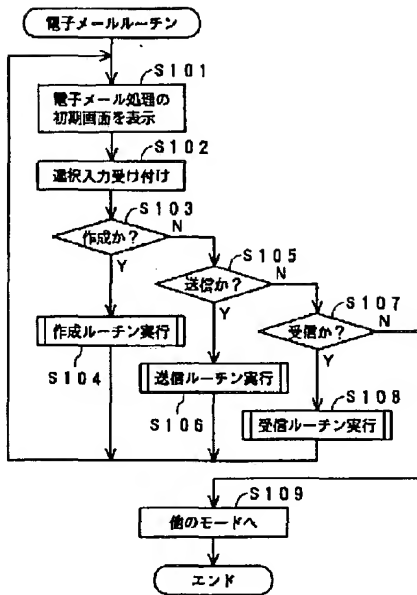 電子メールルーチン
S101
電子メール処理の
初期画面を表示
S102
選択入力受け付け
S103
作成か?
N
Y
S105
送信か?
N
Y
S107
受信か?
N
Y
作成ルーチン実行
S104
送信ルーチン実行
S106
S108
受信ルーチン実行
S109
他のモードへ
エンド